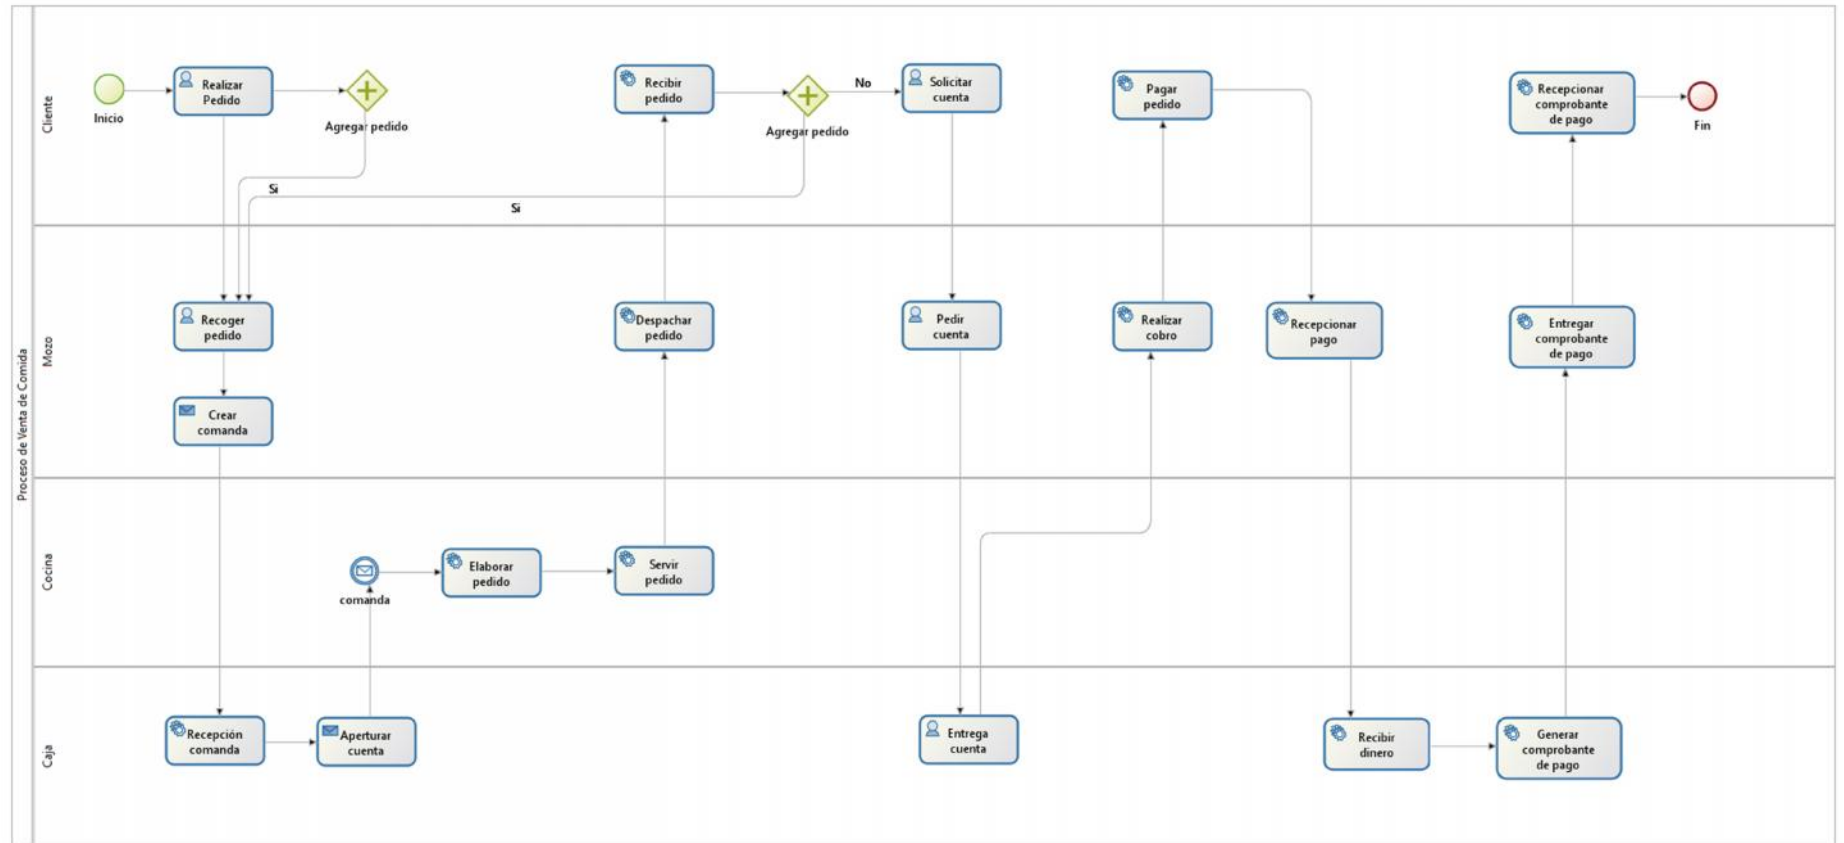 Proceso de Venta de Comida
Cliente
Inicio
Realizar
Pedido
Agregar pedido
Si
Recibir
pedido
Agregar pedido
Si
No
Solicitar
cuenta
Pagar
pedido
Recepcionar
comprobante
de pago
Fin
Mozo
Recoger
pedido
Crear
comanda
Despachar
pedido
Pedir
cuenta
Realizar
cobro
Recepcionar
pago
Entregar
comprobante
de pago
Cocina
comanda
Elaborar
pedido
Servir
pedido
Caja
Recepción
comanda
Aperturar
cuenta
Entrega
cuenta
Recibir
dinero
Generar
comprobante
de pago